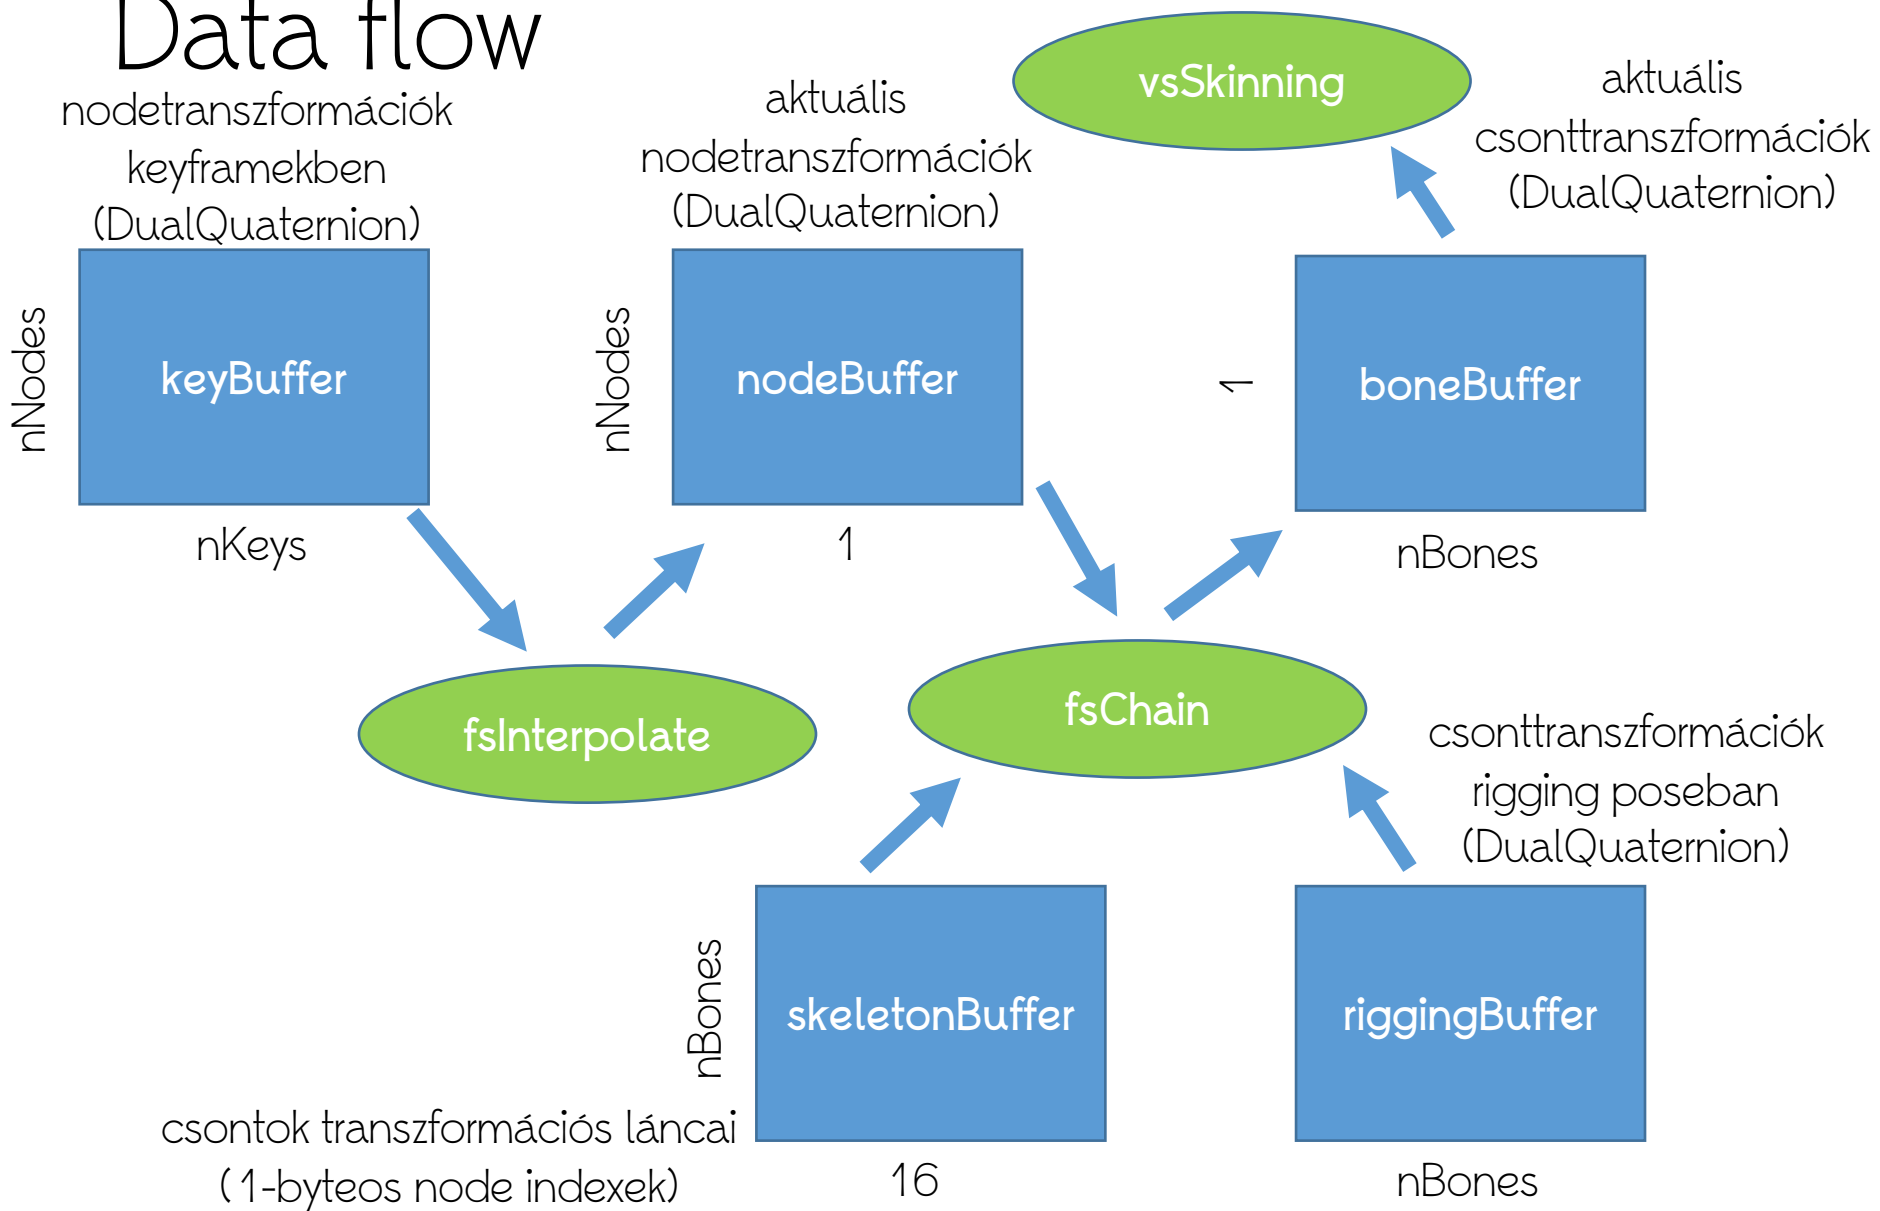 Data flow
nodetranszformációk
keyframekben
(DualQuaternion)
nNodes
keyBuffer
nKeys
aktuális
nodetranszformációk
(DualQuaternion)
nNodes
nodeBuffer
1
vsSkinning
aktuális
csonttranszformációk
(DualQuaternion)
1
boneBuffer
nBones
fsInterpolate
fsChain
csonttranszformációk
rigging poseban
(DualQuaternion)
nBones
skeletonBuffer
16
csontok transzformációs láncai
( 1-byteos node indexek)
riggingBuffer
nBones